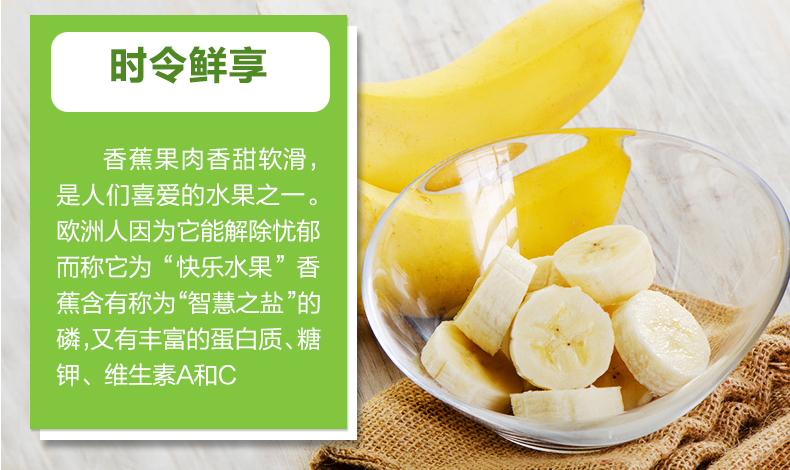 时令鲜享
香蕉果肉香甜软滑，
是人们喜爱的水果之一。
欧洲人因为它能解除忧郁
而称它为“快乐水果”香
蕉含有称为“智慧之盐”的
磷，又有丰富的蛋白质、糖
钾、维生素A和C